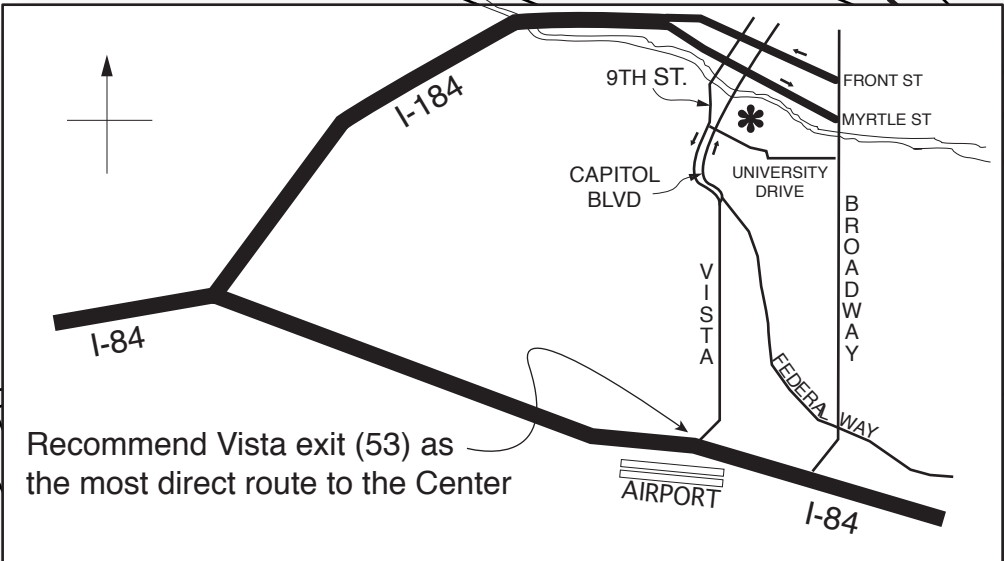 I-184
9TH ST.
FRONT ST
MYRTLE ST
CAPITOL
BLVD
UNIVERSITY
DRIVE
BROADWAY
VISTA
I-84
FEDERAL WAY
Recommend Vista exit (53) as
the most direct route to the Center
AIRPORT
I-84